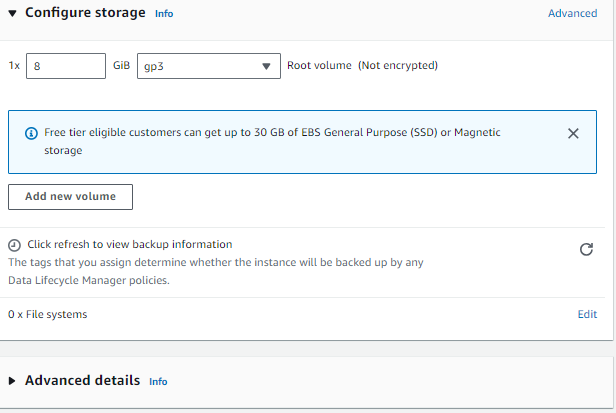 Configure storage Info Advanced
1x 8 GiB gp3 Root volume (Not encrypted)
Free tier eligible customers can get up to 30 GB of EBS General Purpose (SSD) or Magnetic
storage
Add new volume
Click refresh to view backup information
The tags that you assign determine whether the instance will be backed up by any
Data Lifecycle Manager policies.
0 x File systems Edit
Advanced details Info